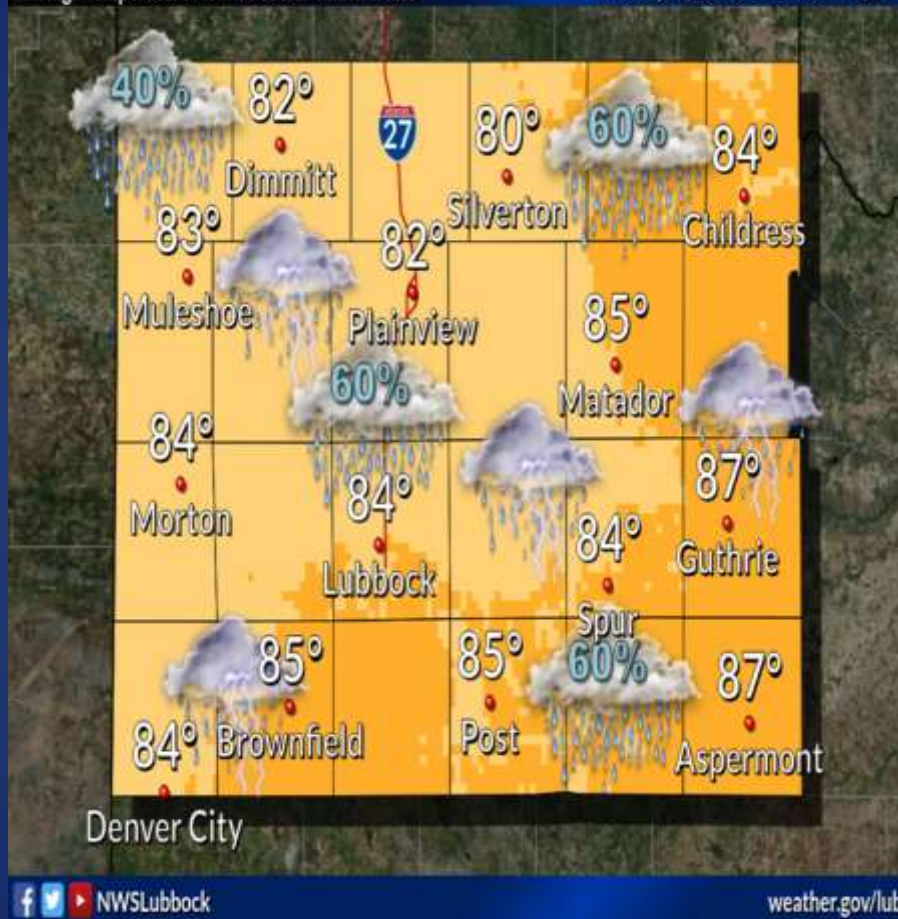 40%
82°
Dimmitt
27
80°
Silverton
60%
84°
Childress
83°
Muleshoe
82°
Plainview
85°
Matador
60%
84°
Morton
84°
Lubbock
87°
Guthrie
84°
Spur
60%
85°
Brownfield
85°
Post
87°
Aspermont
84°
Denver City
NWSLubbock
weather.gov/lub